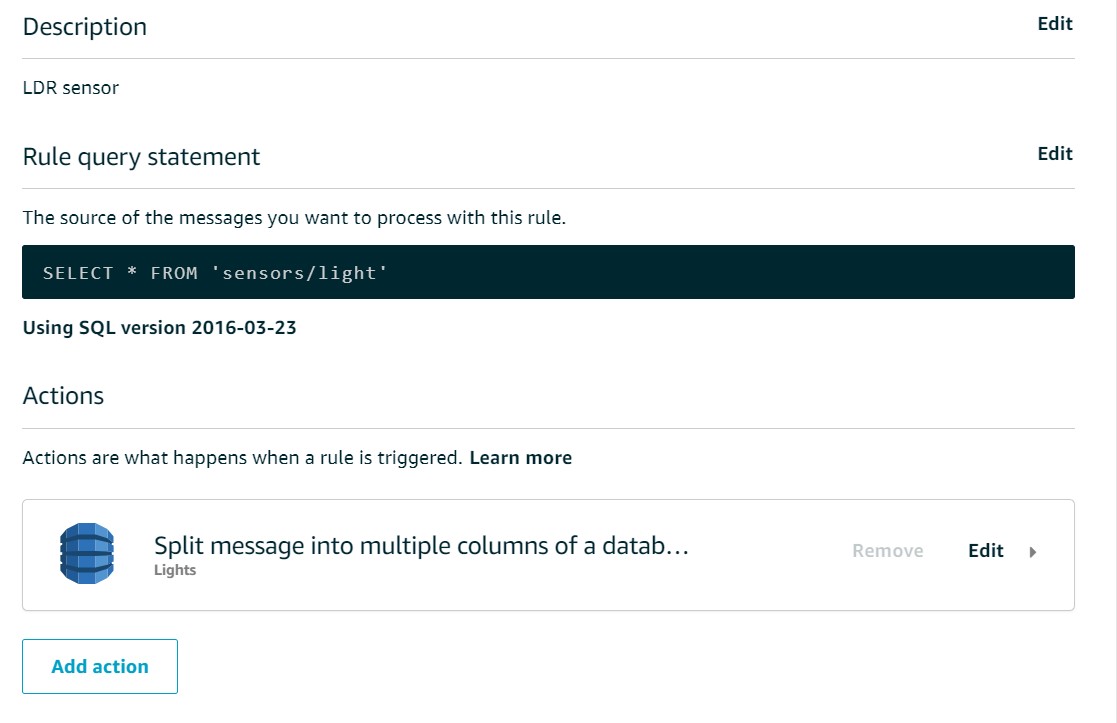 Description
Edit
LDR sensor
Rule query statement
Edit
The source of the messages you want to process with this rule.
SELECT * FROM 'sensors/light'
Using SQL version 2016-03-23
Actions
Actions are what happens when a rule is triggered. Learn more
Split message into multiple columns of a datab...
Lights
Remove
Edit
Add action